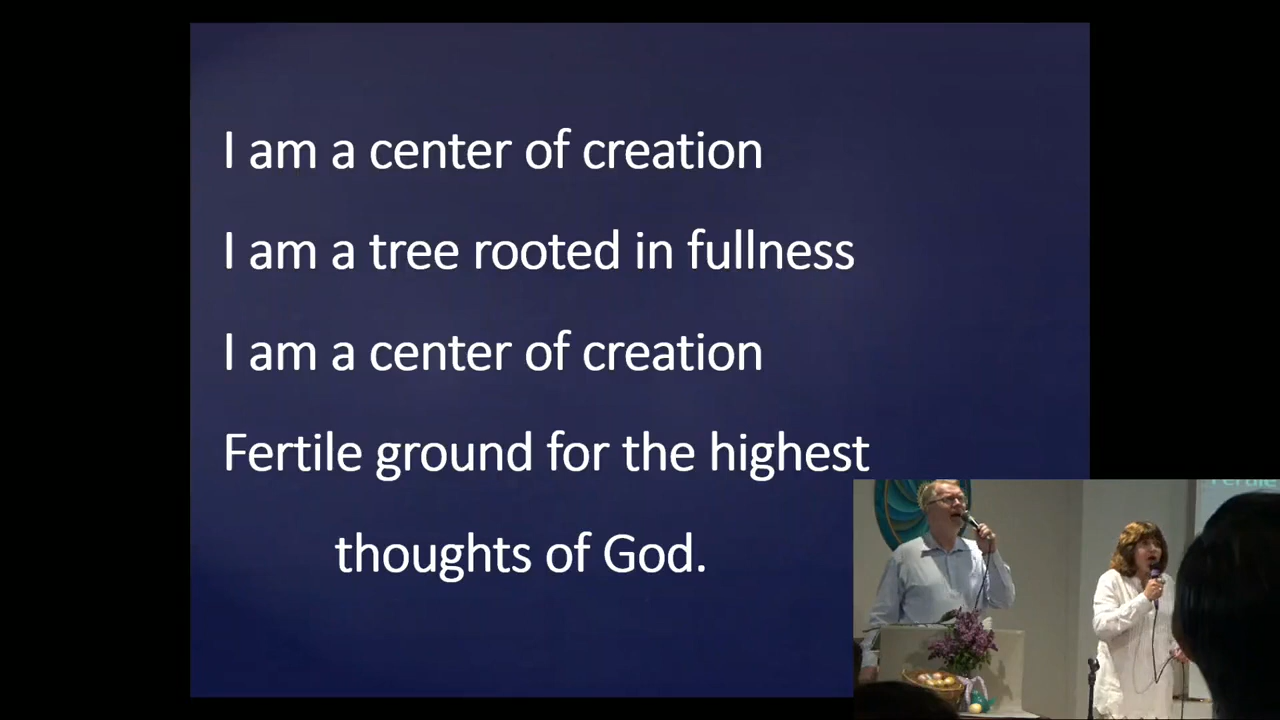 I am a center of creation
I am a tree rooted in fullness
I am a center of creation
Fertile ground for the highest
thoughts of God.
Fertile